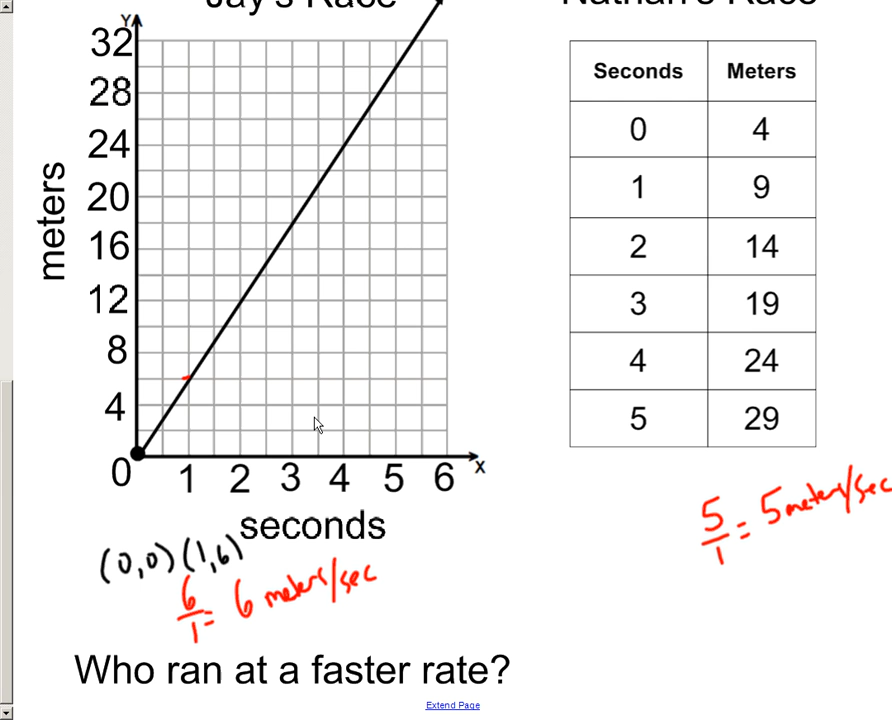 Jay's Race
Nathan's Race
Y
32
28
24
20
16
12
8
4
0
meters
1 2 3 4 5 6
X
seconds
Seconds Meters
0 4
1 9
2 14
3 19
4 24
5 29
(0,0) (1,6)
6/1 = 6 meters/sec
5/1 = 5 meters/sec
Who ran at a faster rate?
Extend Page